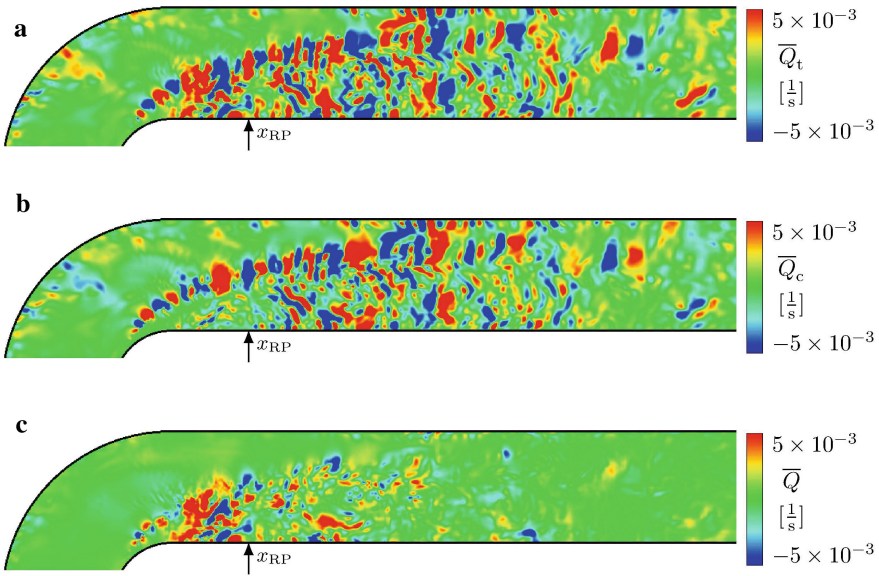 a
5 × 10⁻³
Q̅ₜ
[1/s]
−5 × 10⁻³
x_RP
b
5 × 10⁻³
Q̅_c
[1/s]
−5 × 10⁻³
x_RP
c
5 × 10⁻³
Q̅
[1/s]
−5 × 10⁻³
x_RP